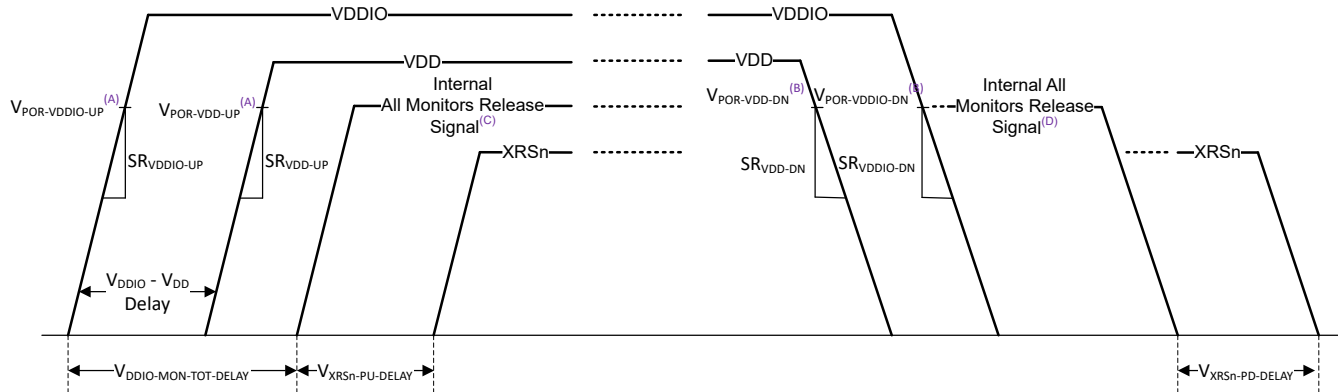 VDDIO
VDDIO
VDD
VDD
Internal
All Monitors Release
Signal(C)
VPOR-VDDIO-UP(A)
VPOR-VDD-UP(A)
VPOR-VDD-DN(B)
VPOR-VDDIO-DN(B)
Internal All
Monitors Release
Signal(D)
SRVDDIO-UP
SRVDD-UP
XRSn
SRVDD-DN
SRVDDIO-DN
XRSn
VDDIO - VDD
Delay
VDDIO-MON-TOT-DELAY
VXRSn-PU-DELAY
VXRSn-PD-DELAY